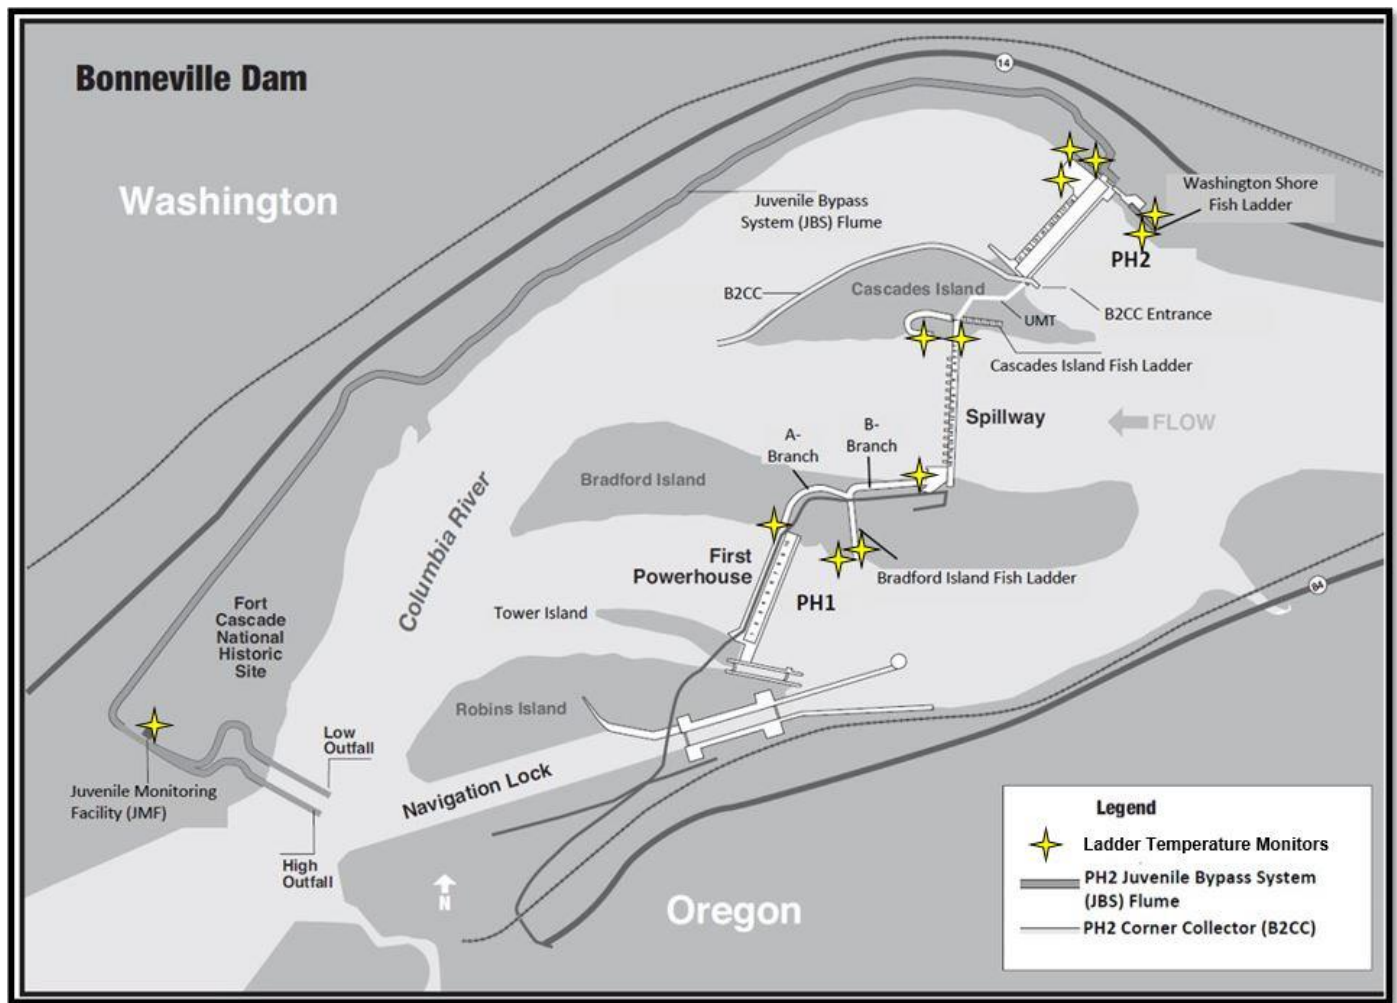 Bonneville Dam
14
Washington
Washington Shore
Fish Ladder
Juvenile Bypass
System (JBS) Flume
PH2
B2CC
Cascades Island
B2CC Entrance
UMT
Cascades Island Fish Ladder
Spillway
FLOW
A-
Branch
B-
Branch
Bradford Island
Columbia River
First
Powerhouse
Bradford Island Fish Ladder
84
PH1
Tower Island
Fort
Cascade
National
Historic
Site
Robins Island
Low
Outfall
Navigation Lock
Juvenile Monitoring
Facility (JMF)
High
Outfall
N
Oregon
Legend
Ladder Temperature Monitors
PH2 Juvenile Bypass System
(JBS) Flume
PH2 Corner Collector (B2CC)